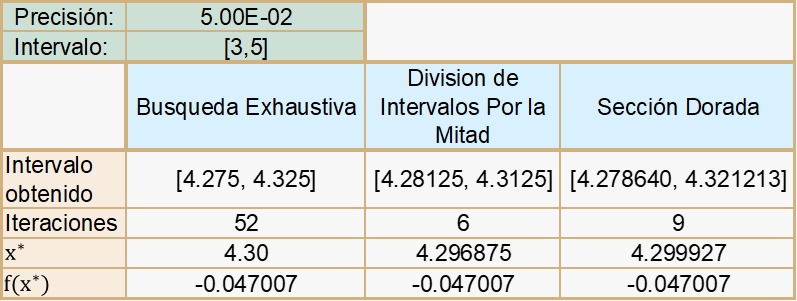 Precisión: 5.00E-02
Intervalo: [3,5]
Busqueda Exhaustiva
Division de
Intervalos Por la
Mitad
Sección Dorada
Intervalo
obtenido
[4.275, 4.325] [4.28125, 4.3125] [4.278640, 4.321213]
Iteraciones 52 6 9
x* 4.30 4.296875 4.299927
f(x*) -0.047007 -0.047007 -0.047007